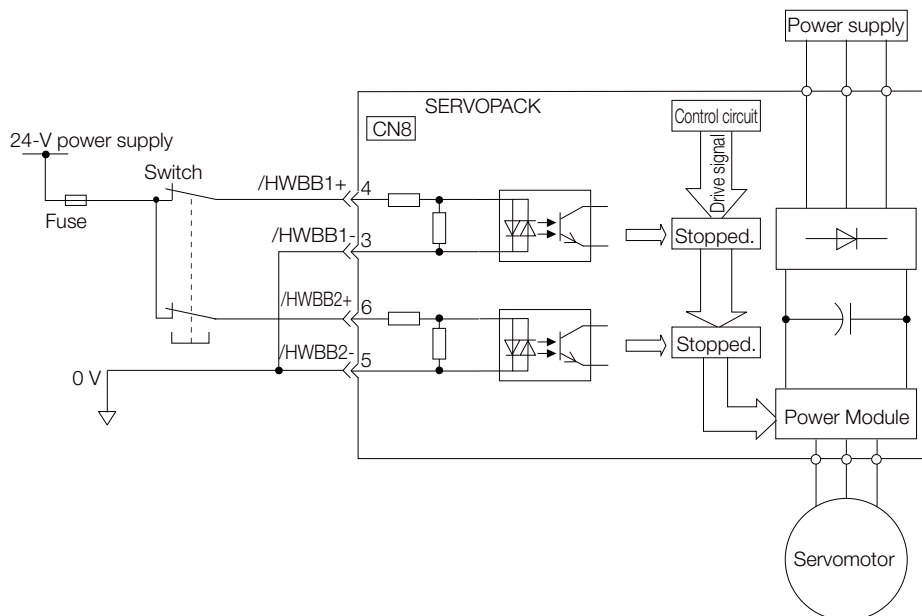 Power supply
SERVOPACK
CN8
Control circuit
24-V power supply
Switch
Fuse
/HWBB1+
4
Drive signal
/HWBB1-
3
Stopped.
/HWBB2+
6
/HWBB2-
5
Stopped.
0 V
Power Module
Servomotor